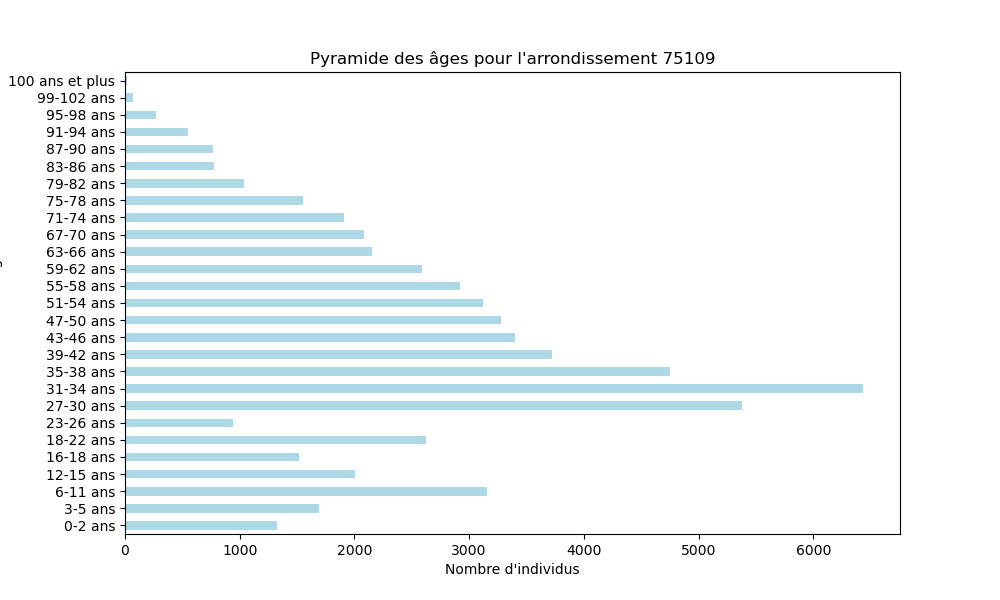 Pyramide des âges pour l'arrondissement 75109
100 ans et plus
99-102 ans
95-98 ans
91-94 ans
87-90 ans
83-86 ans
79-82 ans
75-78 ans
71-74 ans
67-70 ans
63-66 ans
59-62 ans
55-58 ans
51-54 ans
47-50 ans
43-46 ans
39-42 ans
35-38 ans
31-34 ans
27-30 ans
23-26 ans
18-22 ans
16-18 ans
12-15 ans
6-11 ans
3-5 ans
0-2 ans
0 1000 2000 3000 4000 5000 6000
Nombre d'individus